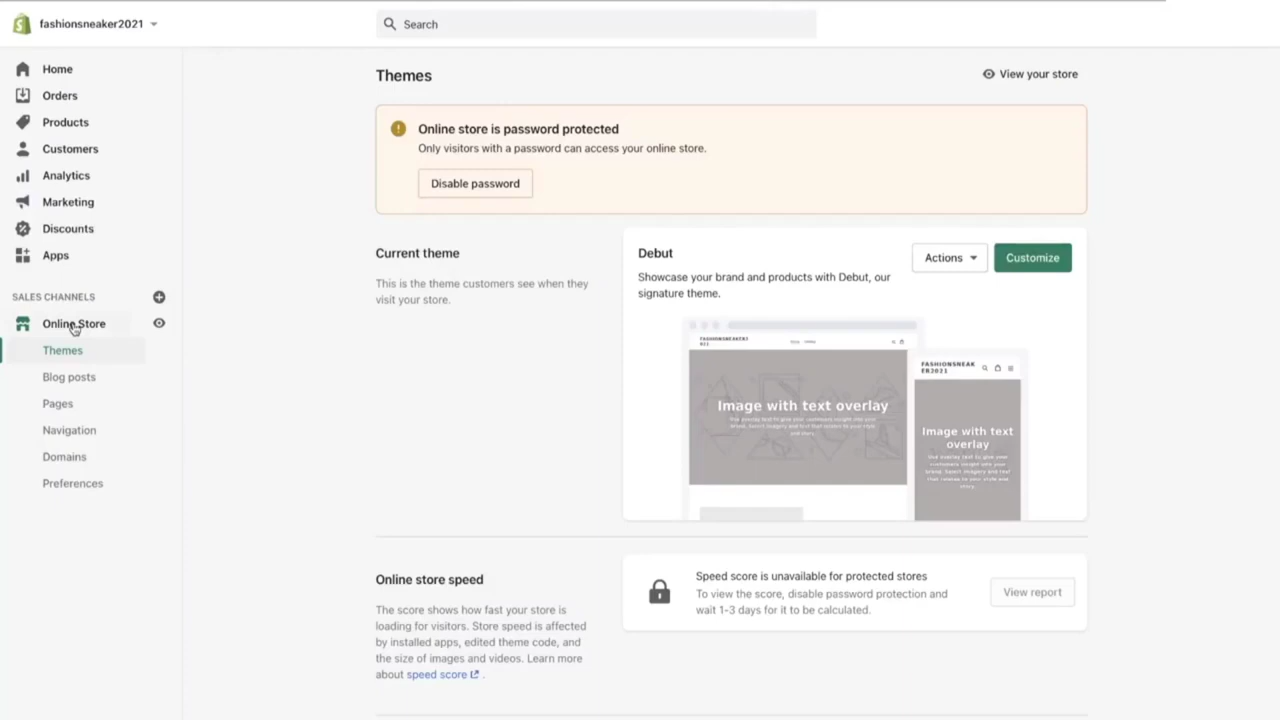 fashionsneaker2021
Search
Home
Orders
Products
Customers
Analytics
Marketing
Discounts
Apps
SALES CHANNELS
Online Store
Themes
Blog posts
Pages
Navigation
Domains
Preferences
Themes
View your store
Online store is password protected
Only visitors with a password can access your online store.
Disable password
Current theme
This is the theme customers see when they
visit your store.
Debut
Actions
Customize
Showcase your brand and products with Debut, our
signature theme.
FASHIONSNEAKER2
021
Image with text overlay
FASHIONSNEAK
ER2021
Image with text
overlay
Online store speed
The score shows how fast your store is
loading for visitors. Store speed is affected
by installed apps, edited theme code, and
the size of images and videos. Learn more
about speed score .
Speed score is unavailable for protected stores
To view the score, disable password protection and
wait 1-3 days for it to be calculated.
View report